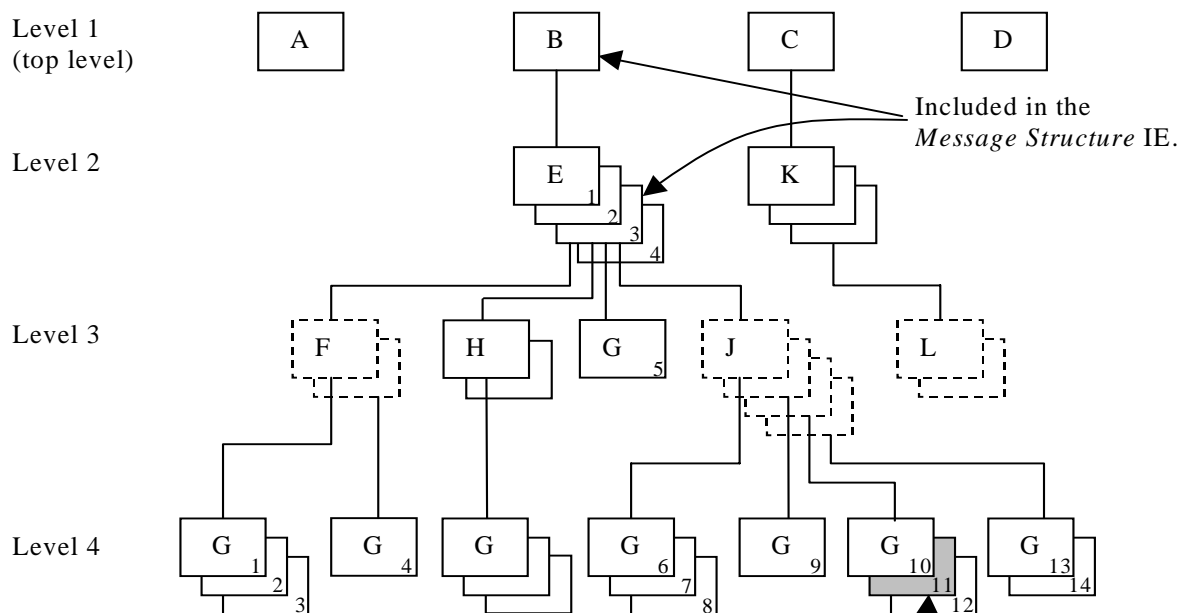 Level 1
(top level)
A
B
C
D
Included in the
Message Structure IE.
Level 2
E
1
2
3
4
K
Level 3
F
H
G
5
J
L
Level 4
G
1
2
3
G
4
G
G
6
7
8
G
9
G
10
11
12
G
13
14